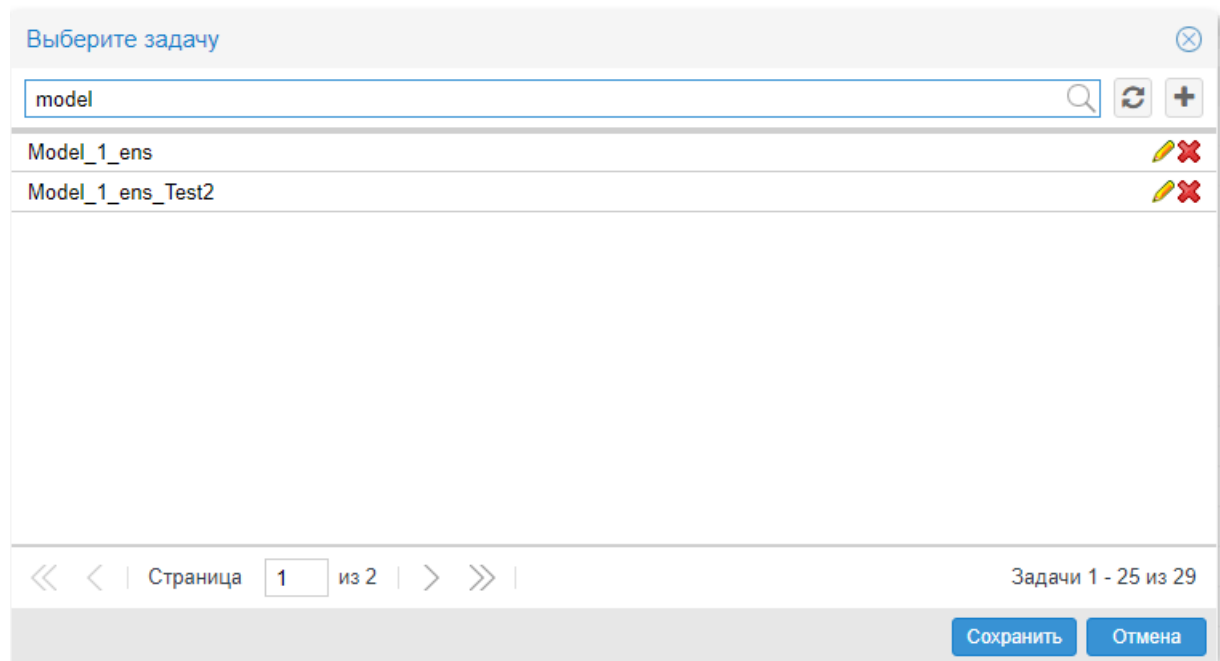 Выберите задачу
model
Model_1_ens
Model_1_ens_Test2
Страница 1 из 2 Задачи 1 - 25 из 29
Сохранить Отмена